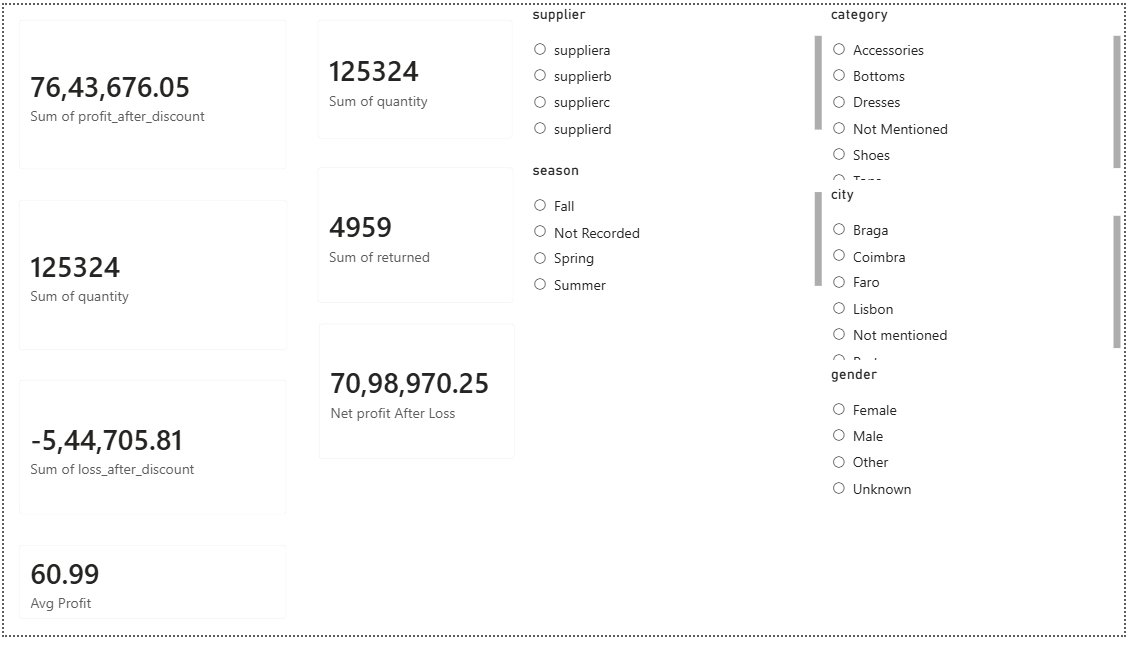 76,43,676.05
Sum of profit_after_discount
125324
Sum of quantity
-5,44,705.81
Sum of loss_after_discount
60.99
Avg Profit
125324
Sum of quantity
4959
Sum of returned
70,98,970.25
Net profit After Loss
supplier
suppliera
supplierb
supplierc
supplierd
season
Fall
Not Recorded
Spring
Summer
category
Accessories
Bottoms
Dresses
Not Mentioned
Shoes
city
Braga
Coimbra
Faro
Lisbon
Not mentioned
gender
Female
Male
Other
Unknown